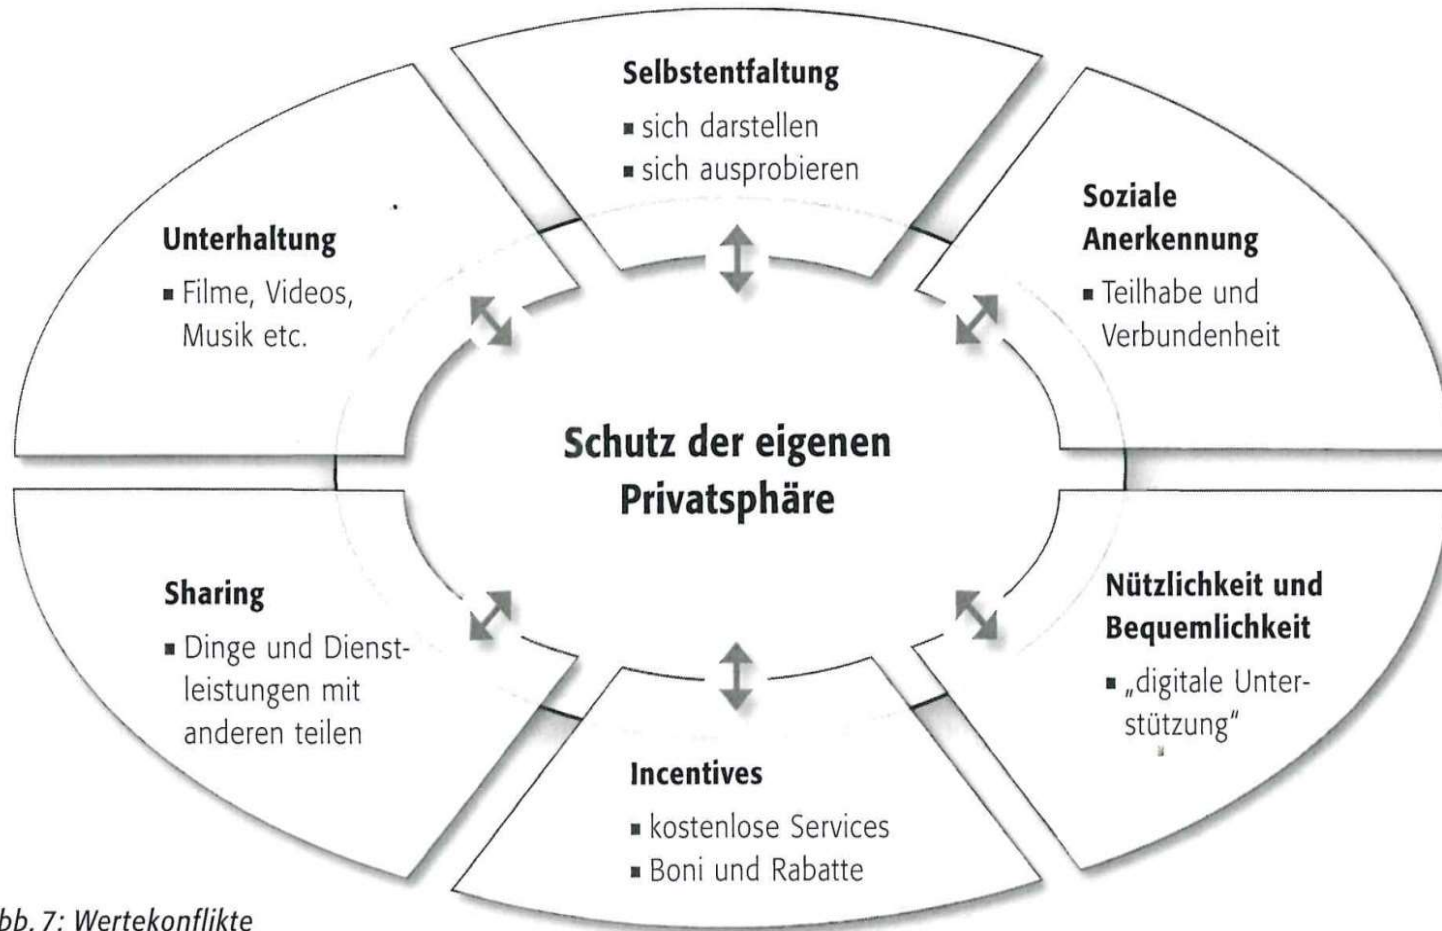 Selbstentfaltung
▪ sich darstellen
▪ sich ausprobieren
Soziale
Anerkennung
▪ Teilhabe und
Verbundenheit
Unterhaltung
▪ Filme, Videos,
Musik etc.
Schutz der eigenen
Privatsphäre
Sharing
▪ Dinge und Dienst-
leistungen mit
anderen teilen
Nützlichkeit und
Bequemlichkeit
▪ „digitale Unter-
stützung“
Incentives
▪ kostenlose Services
▪ Boni und Rabatte
bb. 7: Wertekonflikte